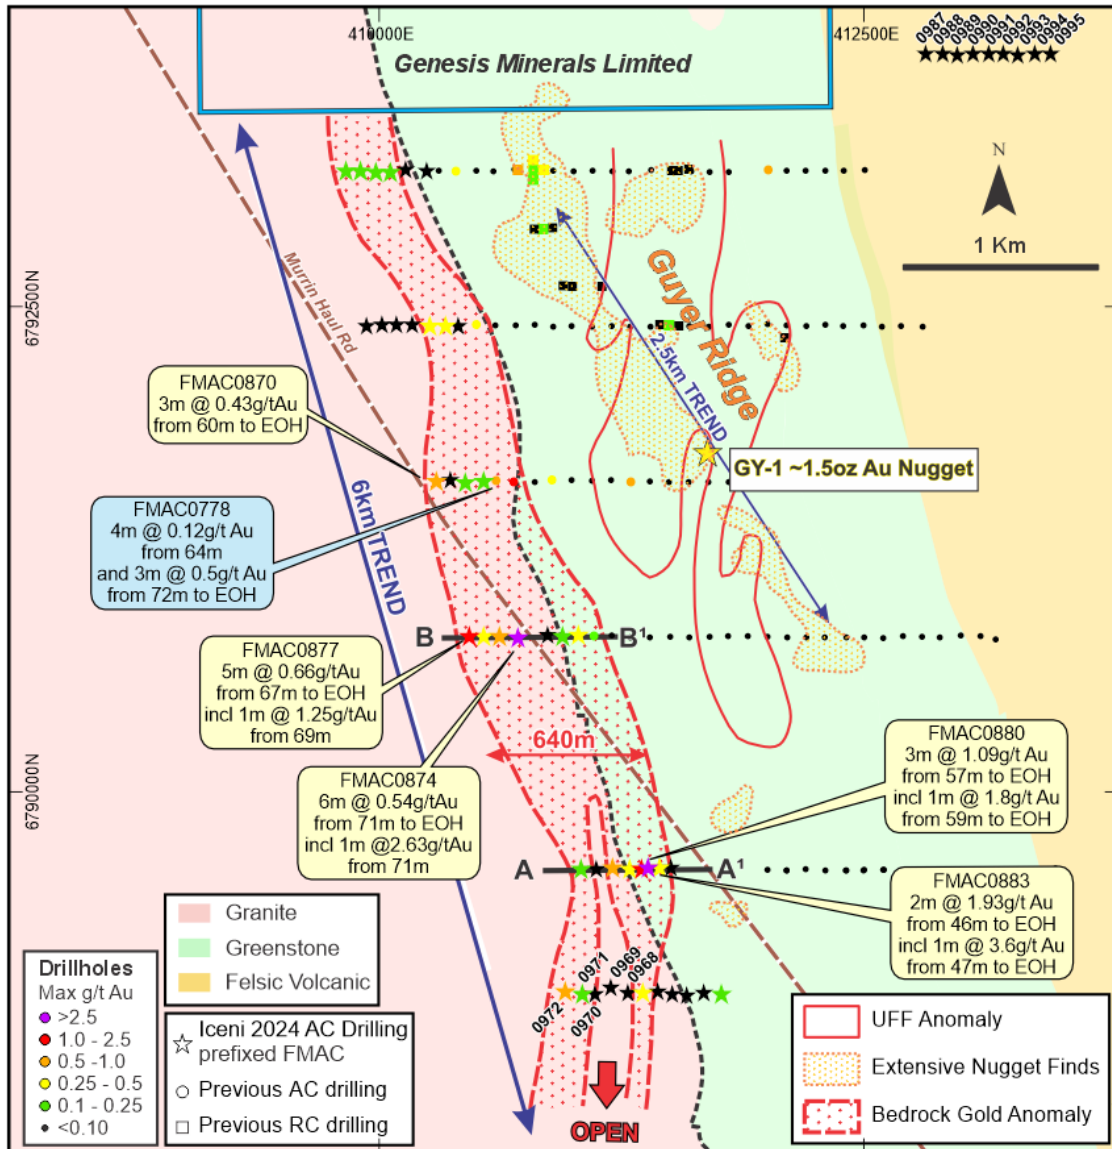 410000E
412500E
0987
0988
0989
0990
0991
0992
0993
0994
0995
Genesis Minerals Limited
N
1 Km
6792500N
Murrin Haul Rd
Guyer Ridge
2.5km TREND
FMAC0870
3m @ 0.43g/tAu
from 60m to EOH
GY-1 ~1.5oz Au Nugget
6km TREND
FMAC0778
4m @ 0.12g/t Au
from 64m
and 3m @ 0.5g/t Au
from 72m to EOH
B
B¹
FMAC0877
5m @ 0.66g/tAu
from 67m to EOH
incl 1m @ 1.25g/tAu
from 69m
640m
FMAC0880
3m @ 1.09g/t Au
from 57m to EOH
incl 1m @ 1.8g/t Au
from 59m to EOH
6790000N
FMAC0874
6m @ 0.54g/tAu
from 71m to EOH
incl 1m @2.63g/tAu
from 71m
A
A¹
FMAC0883
2m @ 1.93g/t Au
from 46m to EOH
incl 1m @ 3.6g/t Au
from 47m to EOH
Granite
Greenstone
Felsic Volcanic
0972
0971
0970
0969
0968
Drillholes
Max g/t Au
>2.5
1.0 - 2.5
0.5 -1.0
0.25 - 0.5
0.1 - 0.25
<0.10
Iceni 2024 AC Drilling
prefixed FMAC
Previous AC drilling
Previous RC drilling
OPEN
UFF Anomaly
Extensive Nugget Finds
Bedrock Gold Anomaly